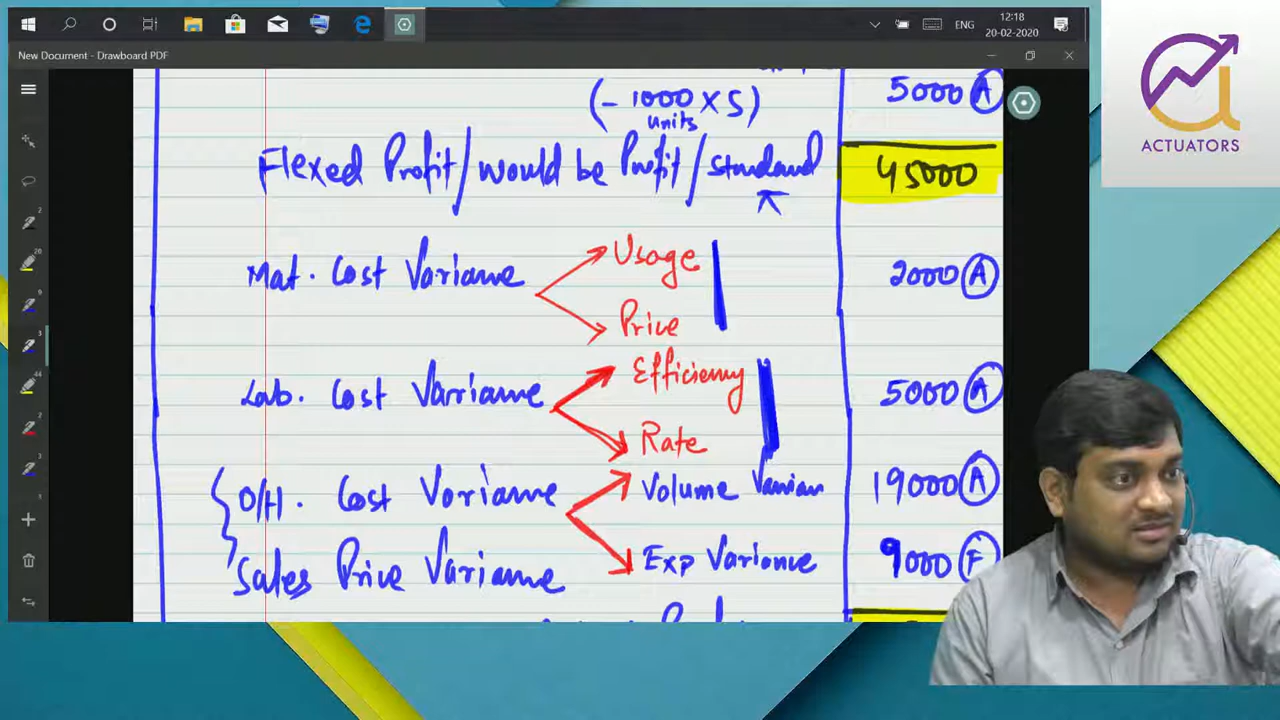 ENG
12:18
20-02-2020
New Document - Drawboard PDF
ACTUATORS
(- 1000 X 5)
units
5000 A
Flexed Profit/would be Profit/standard
45000
Mat. Cost Variance
Usage
Price
2000 A
Lab. Cost Variance
Efficiency
Rate
5000 A
O/H. Cost Variance
Volume Varian
Exp Variance
19000 A
Sales Price Variance
9000 F